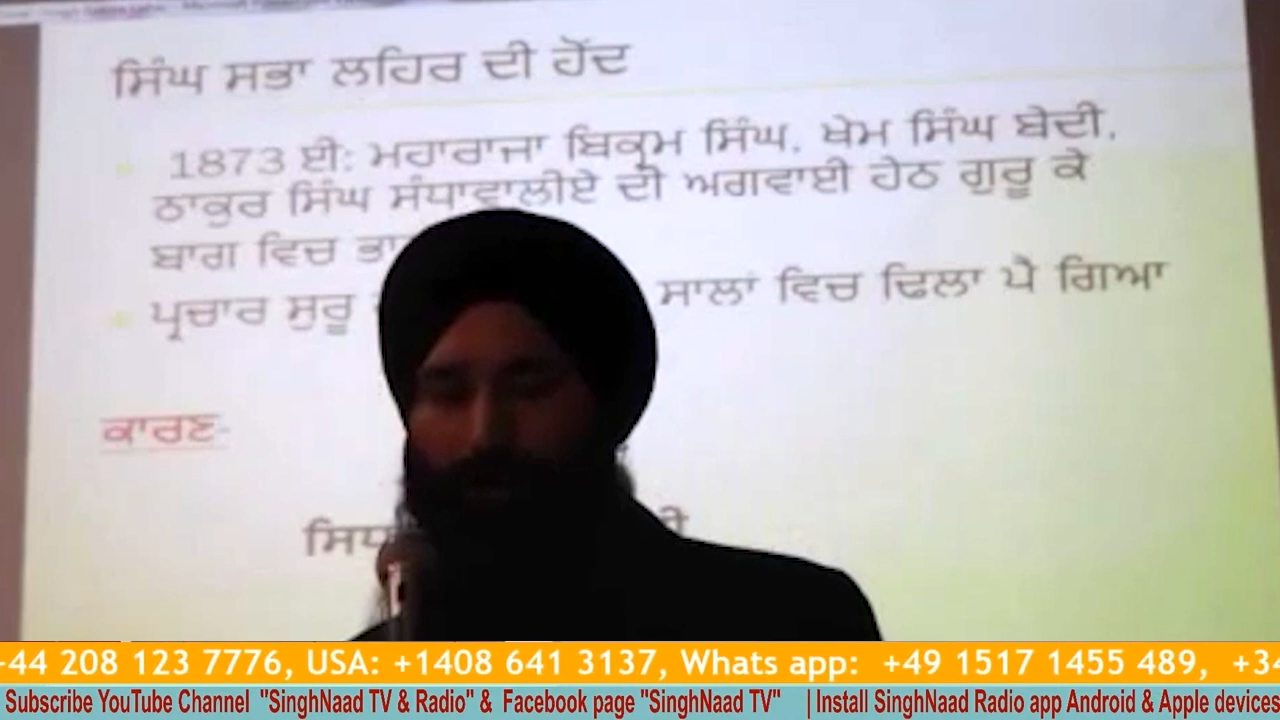 ਸਿੰਘ ਸਭਾ ਲਹਿਰ ਦੀ ਹੋਂਦ
1873 ਈ: ਮਹਾਰਾਜਾ ਬਿਕ੍ਰਮ ਸਿੰਘ, ਖੇਮ ਸਿੰਘ ਬੇਦੀ,
ਠਾਕੁਰ ਸਿੰਘ ਸੰਧਾਵਾਲੀਏ ਦੀ ਅਗਵਾਈ ਹੇਠ ਗੁਰੂ ਕੇ
ਬਾਗ ਵਿਚ
ਪ੍ਰਚਾਰ ਸੁਰੂ ਸਾਲਾਂ ਵਿਚ ਢਿਲਾ ਪੈ ਗਿਆ
ਕਾਰਣ-
-44 208 123 7776, USA: +1408 641 3137, Whats app: +49 1517 1455 489, +34
Subscribe YouTube Channel "SinghNaad TV & Radio" & Facebook page "SinghNaad TV" | Install SinghNaad Radio app Android & Apple devices